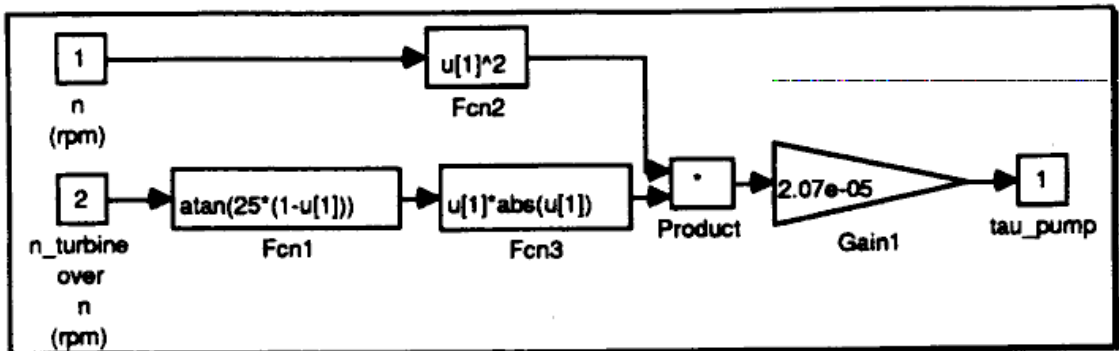 1
n
(rpm)
u[1]^2
Fcn2
2
n_turbine
over
n
(rpm)
atan(25*(1-u[1]))
Fcn1
u[1]*abs(u[1])
Fcn3
*
Product
2.07e-05
Gain1
1
tau_pump